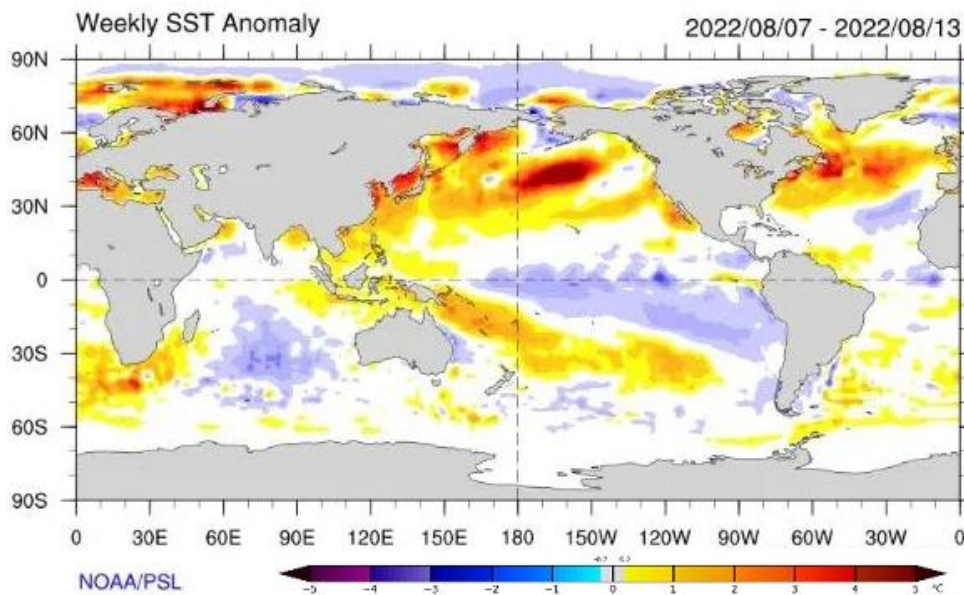 Weekly SST Anomaly 2022/08/07 - 2022/08/13
90N
60N
30N
0
30S
60S
90S
0 30E 60E 90E 120E 150E 180 150W 120W 90W 60W 30W 0
NOAA/PSL
-5 -4 -3 -2 -1 0 1 2 3 4 5 °C